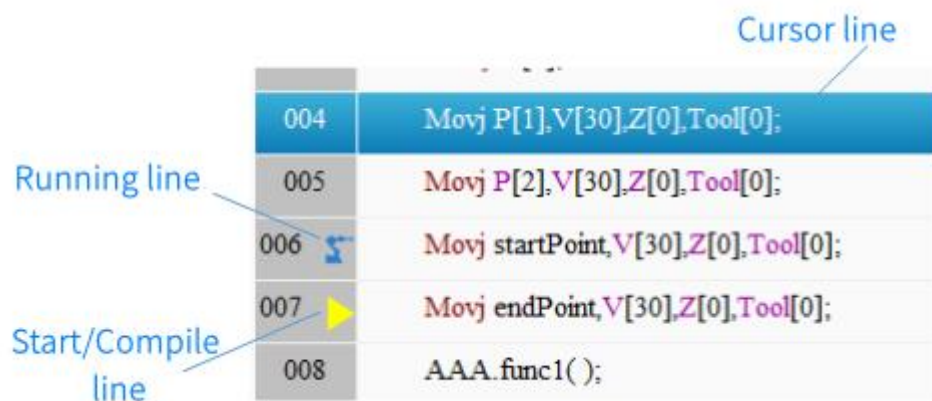 Cursor line
004 Movj P[1],V[30],Z[0],Tool[0];
005 Movj P[2],V[30],Z[0],Tool[0];
Running line
006 Movj startPoint,V[30],Z[0],Tool[0];
007 Movj endPoint,V[30],Z[0],Tool[0];
Start/Compile
line
008 AAA.func1( );